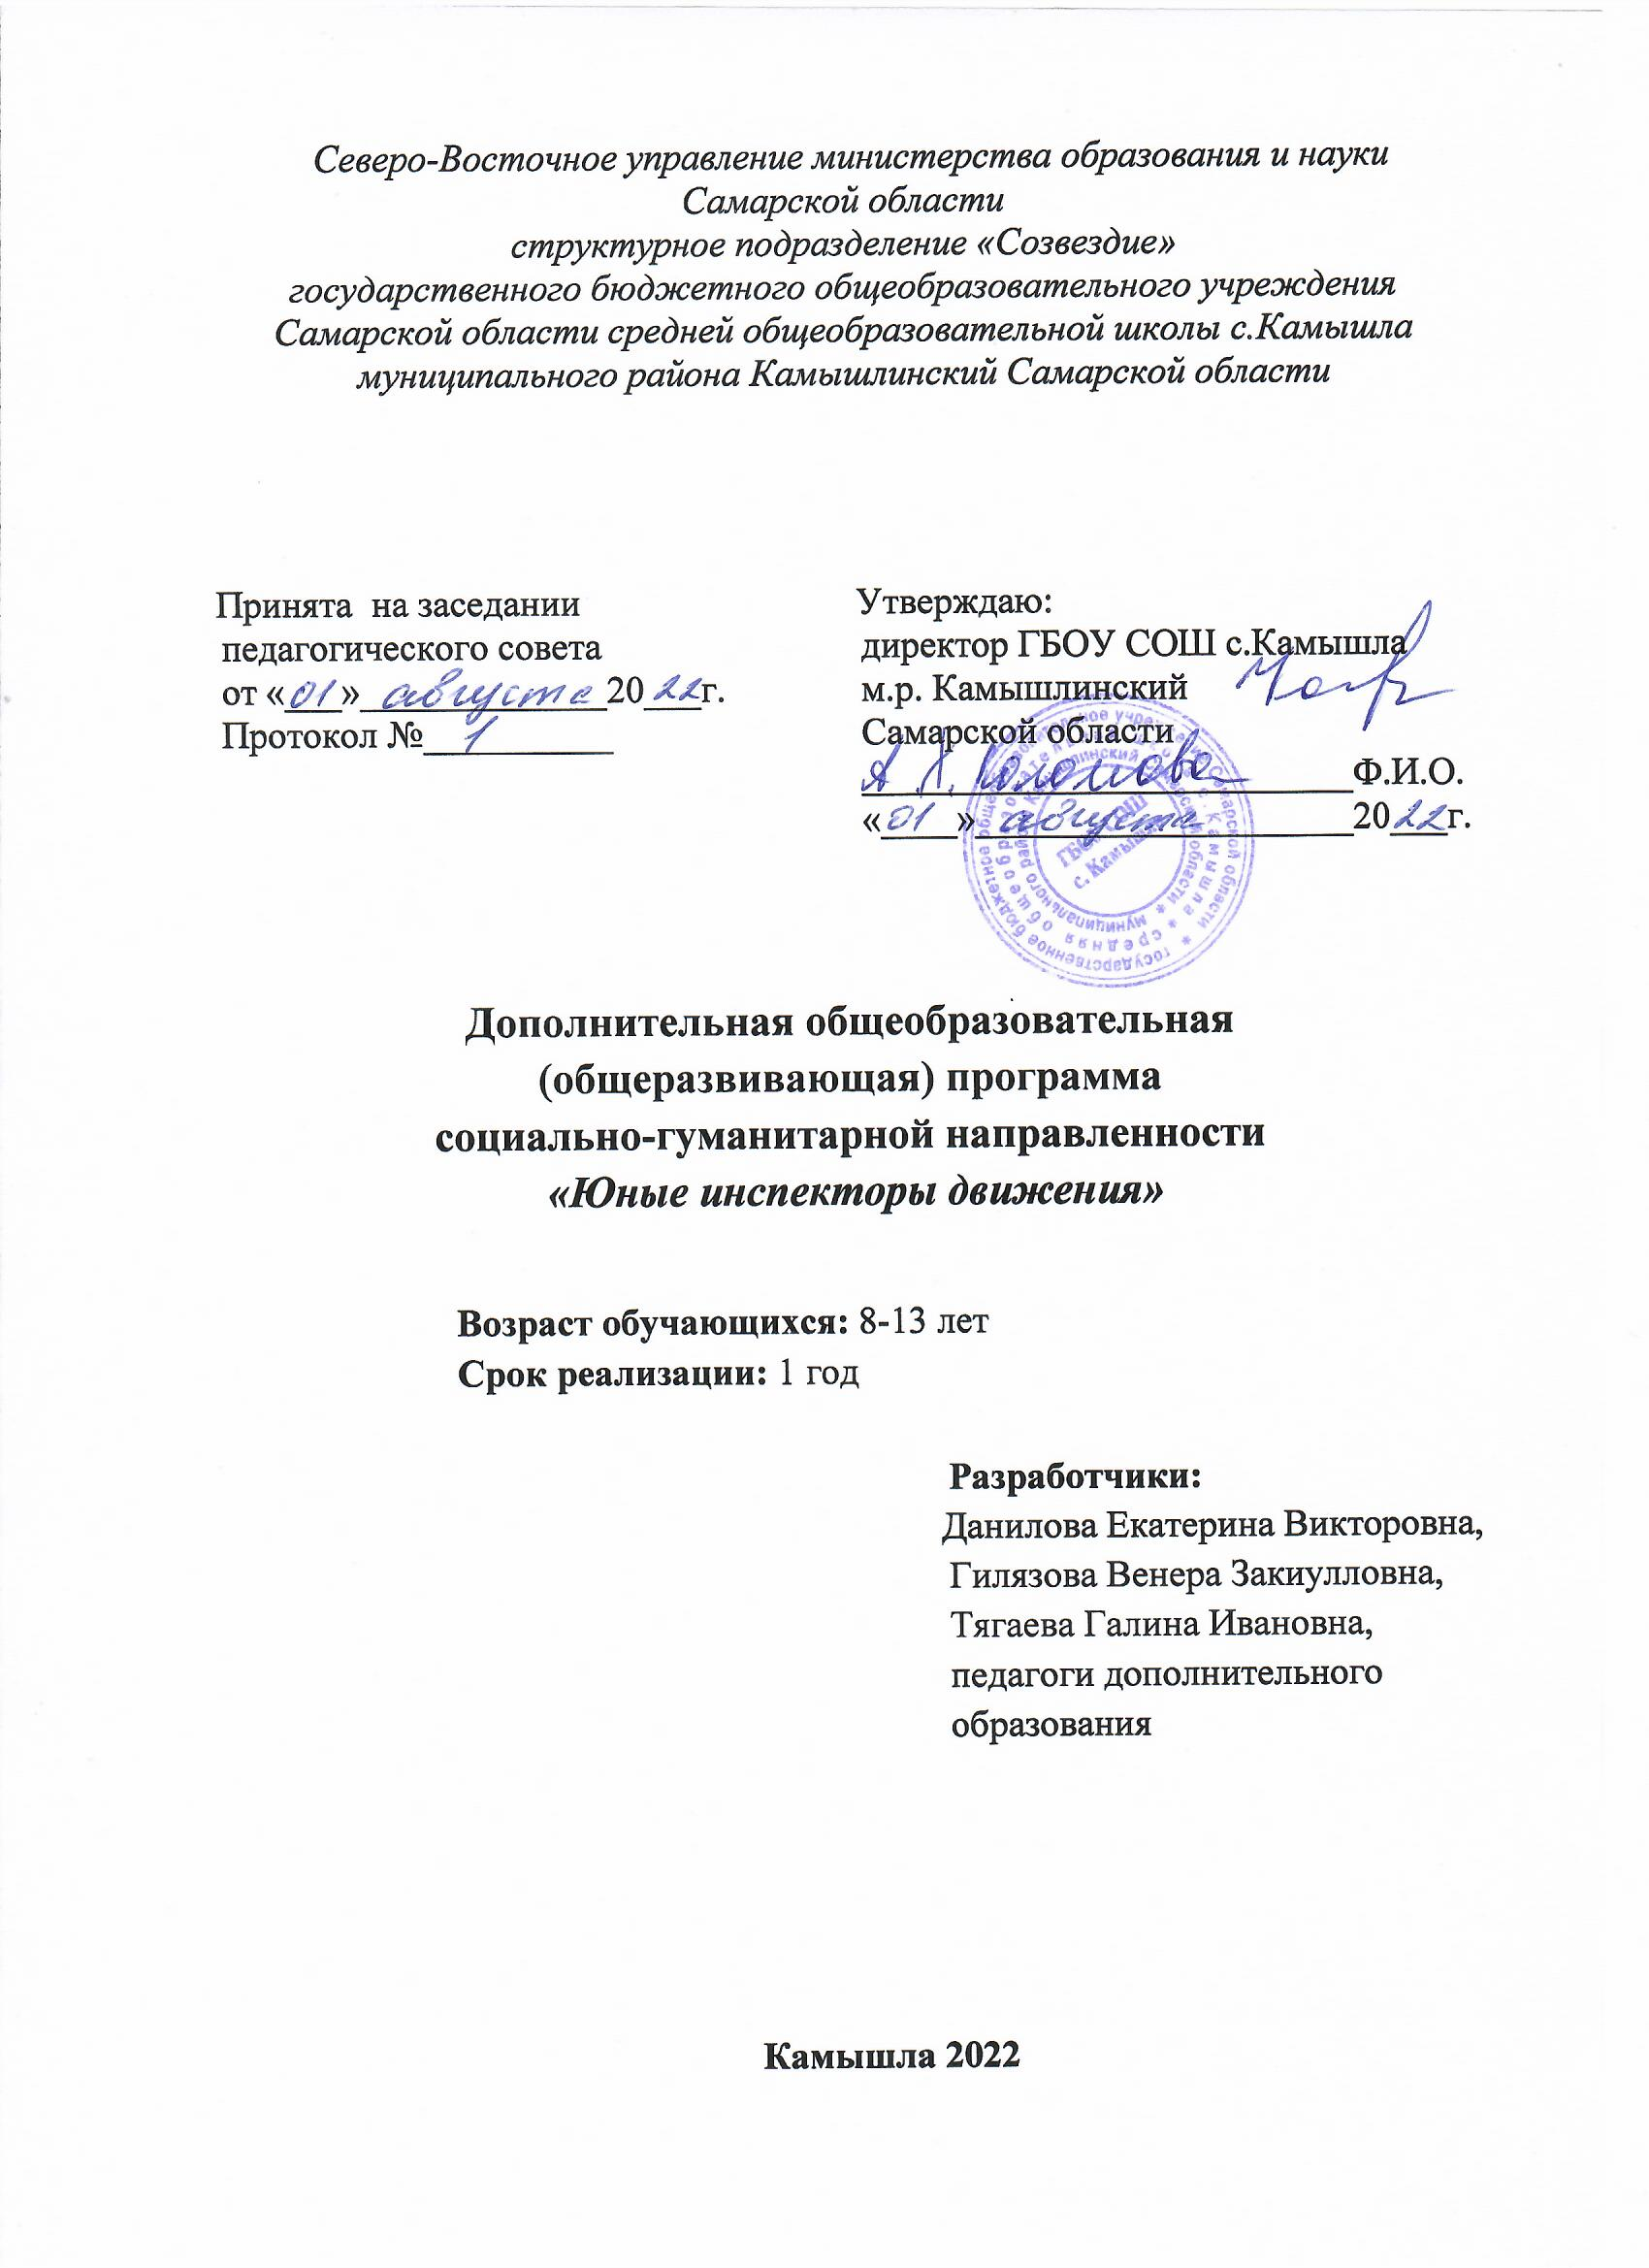 Северо-Восточное управление министерства образования и науки
Самарской области
структурное подразделение «Созвездие»
государственного бюджетного общеобразовательного учреждения
Самарской области средней общеобразовательной школы с.Камышла
муниципального района Камышлинский Самарской области
Принята на заседании
педагогического совета
от «01» августа 2022г.
Протокол № 1
Утверждаю:
директор ГБОУ СОШ с.Камышла
м.р. Камышлинский
Самарской области
А Х. Ф.И.О.
«01» августа 2022г.
ГБОУ СОШ
с. Камышла
Дополнительная общеобразовательная
(общеразвивающая) программа
социально-гуманитарной направленности
«Юные инспекторы движения»
Возраст обучающихся: 8-13 лет
Срок реализации: 1 год
Разработчики:
Данилова Екатерина Викторовна,
Гилязова Венера Закиулловна,
Тягаева Галина Ивановна,
педагоги дополнительного
образования
Камышла 2022